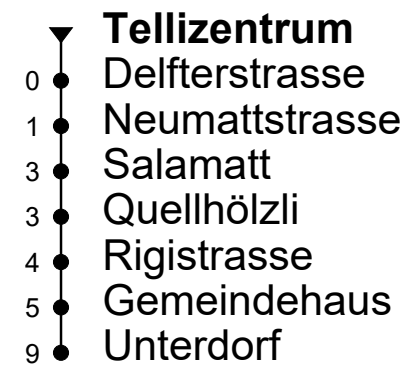 Tellizentrum
0 Delfterstrasse
1 Neumattstrasse
3 Salamatt
3 Quellhölzli
4 Rigistrasse
5 Gemeindehaus
9 Unterdorf